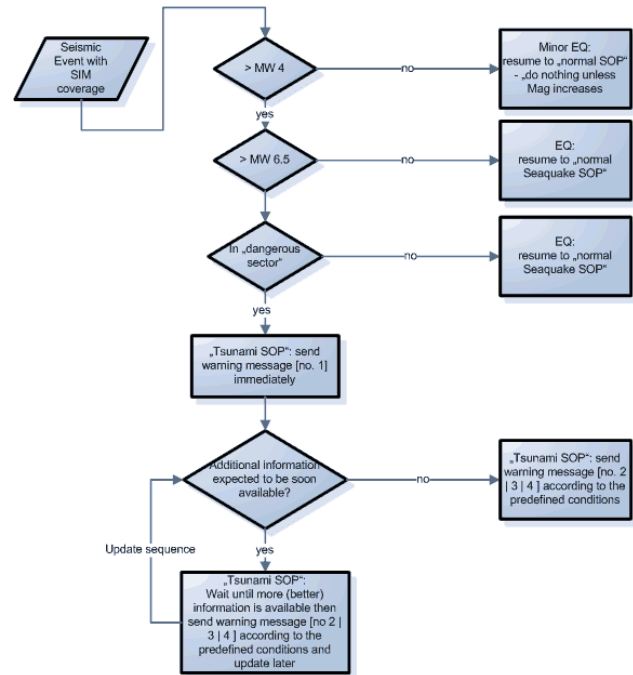 Seismic
Event with
SIM
coverage
> MW 4
no
Minor EQ:
resume to „normal SOP“
- „do nothing unless
Mag increases
yes
> MW 6.5
no
EQ:
resume to „normal
Seaquake SOP“
In „dangerous
sector“
no
EQ:
resume to „normal
Seaquake SOP“
yes
„Tsunami SOP“: send
warning message [no. 1]
immediately
Additional information
expected to be soon
available?
no
„Tsunami SOP“: send
warning message [no. 2
| 3 | 4 ] according to the
predefined conditions
Update sequence
yes
„Tsunami SOP“:
Wait until more (better)
information is available then
send warning message [no 2 |
3 | 4 ] according to the
predefined conditions and
update later